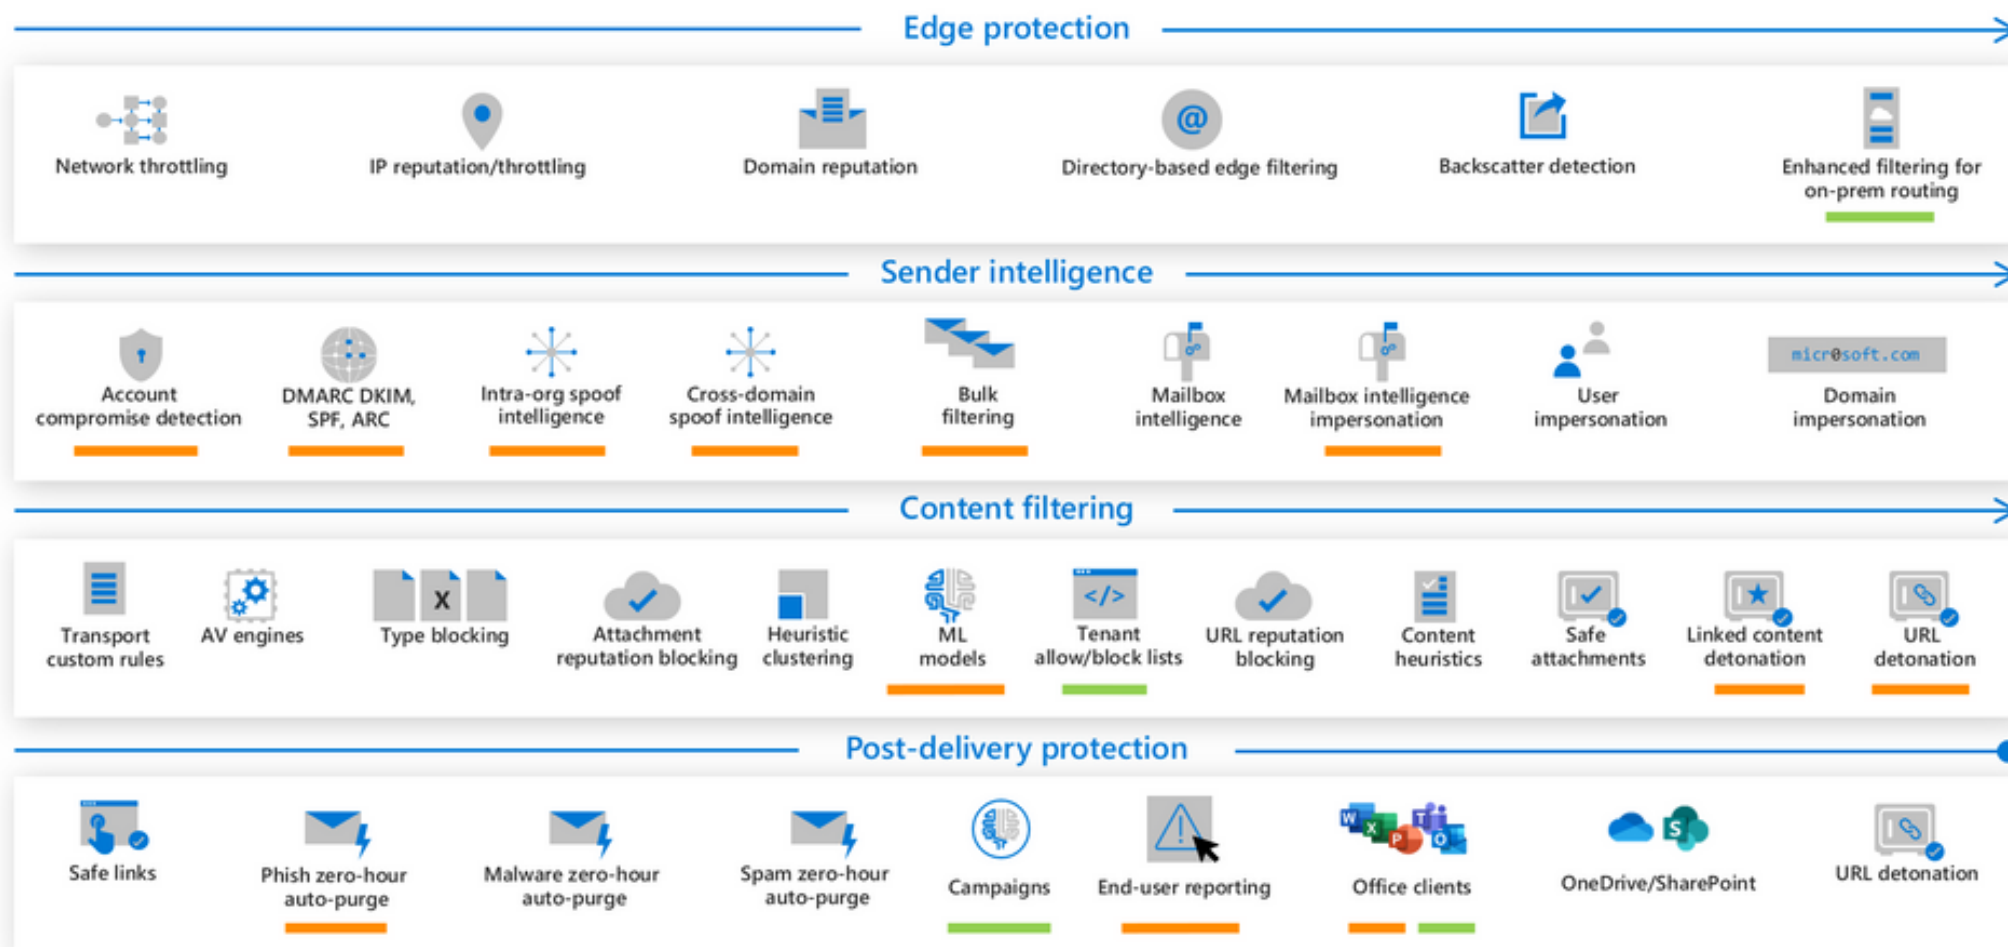 Edge protection
Network throttling
IP reputation/throttling
Domain reputation
@
Directory-based edge filtering
Backscatter detection
Enhanced filtering for
on-prem routing
Sender intelligence
Account
compromise detection
DMARC DKIM,
SPF, ARC
Intra-org spoof
intelligence
Cross-domain
spoof intelligence
Bulk
filtering
Mailbox
intelligence
Mailbox intelligence
impersonation
User
impersonation
micr0soft.com
Domain
impersonation
Content filtering
Transport
custom rules
AV engines
X
Type blocking
Attachment
reputation blocking
Heuristic
clustering
ML
models
</>
Tenant
allow/block lists
URL reputation
blocking
Content
heuristics
Safe
attachments
Linked content
detonation
URL
detonation
Post-delivery protection
Safe links
Phish zero-hour
auto-purge
Malware zero-hour
auto-purge
Spam zero-hour
auto-purge
Campaigns
End-user reporting
W
X
P
T
O
Office clients
S
OneDrive/SharePoint
URL detonation